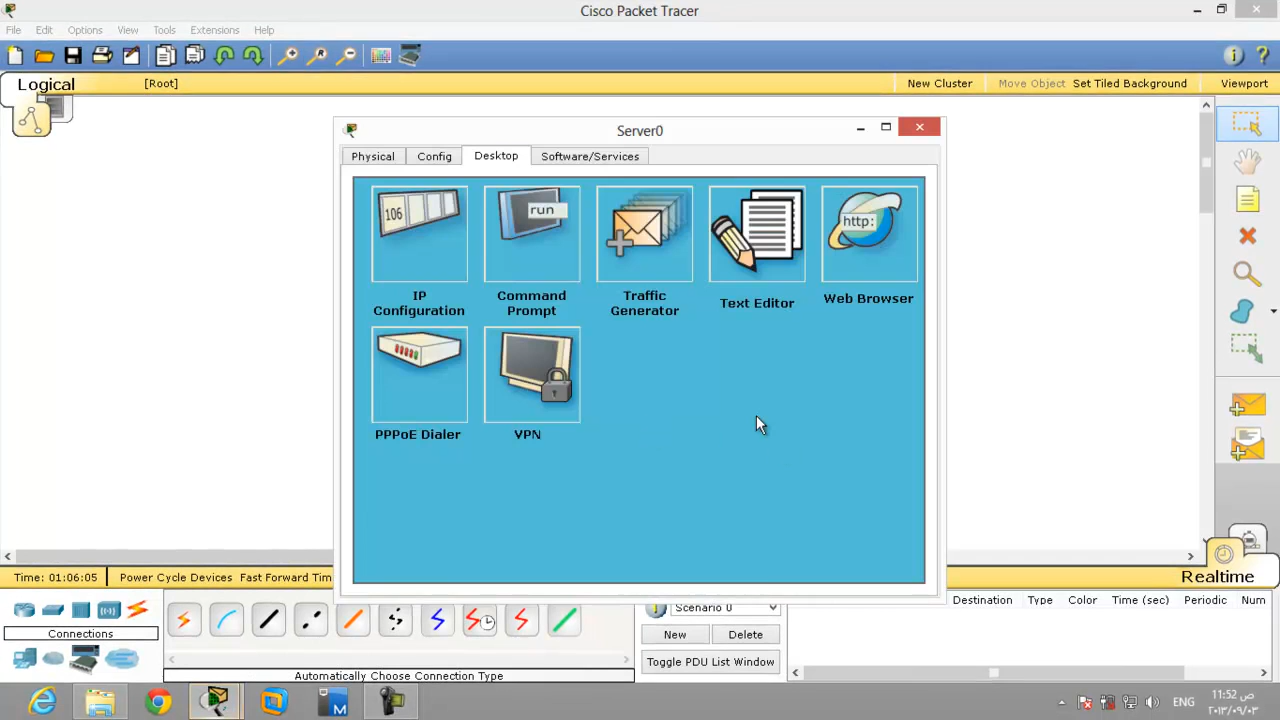 Cisco Packet Tracer
File Edit Options View Tools Extensions Help
Logical [Root] New Cluster Move Object Set Tiled Background Viewport
Server0
Physical Config Desktop Software/Services
106
run
http:
IP Configuration
Command Prompt
Traffic Generator
Text Editor
Web Browser
PPPoE Dialer
VPN
Time: 01:06:05 Power Cycle Devices Fast Forward Tim
Realtime
Scenario 0
Destination Type Color Time (sec) Periodic Num
Connections
New Delete
Toggle PDU List Window
Automatically Choose Connection Type
ENG
11:52 ص
٢٠١٣/٠٩/٠٣